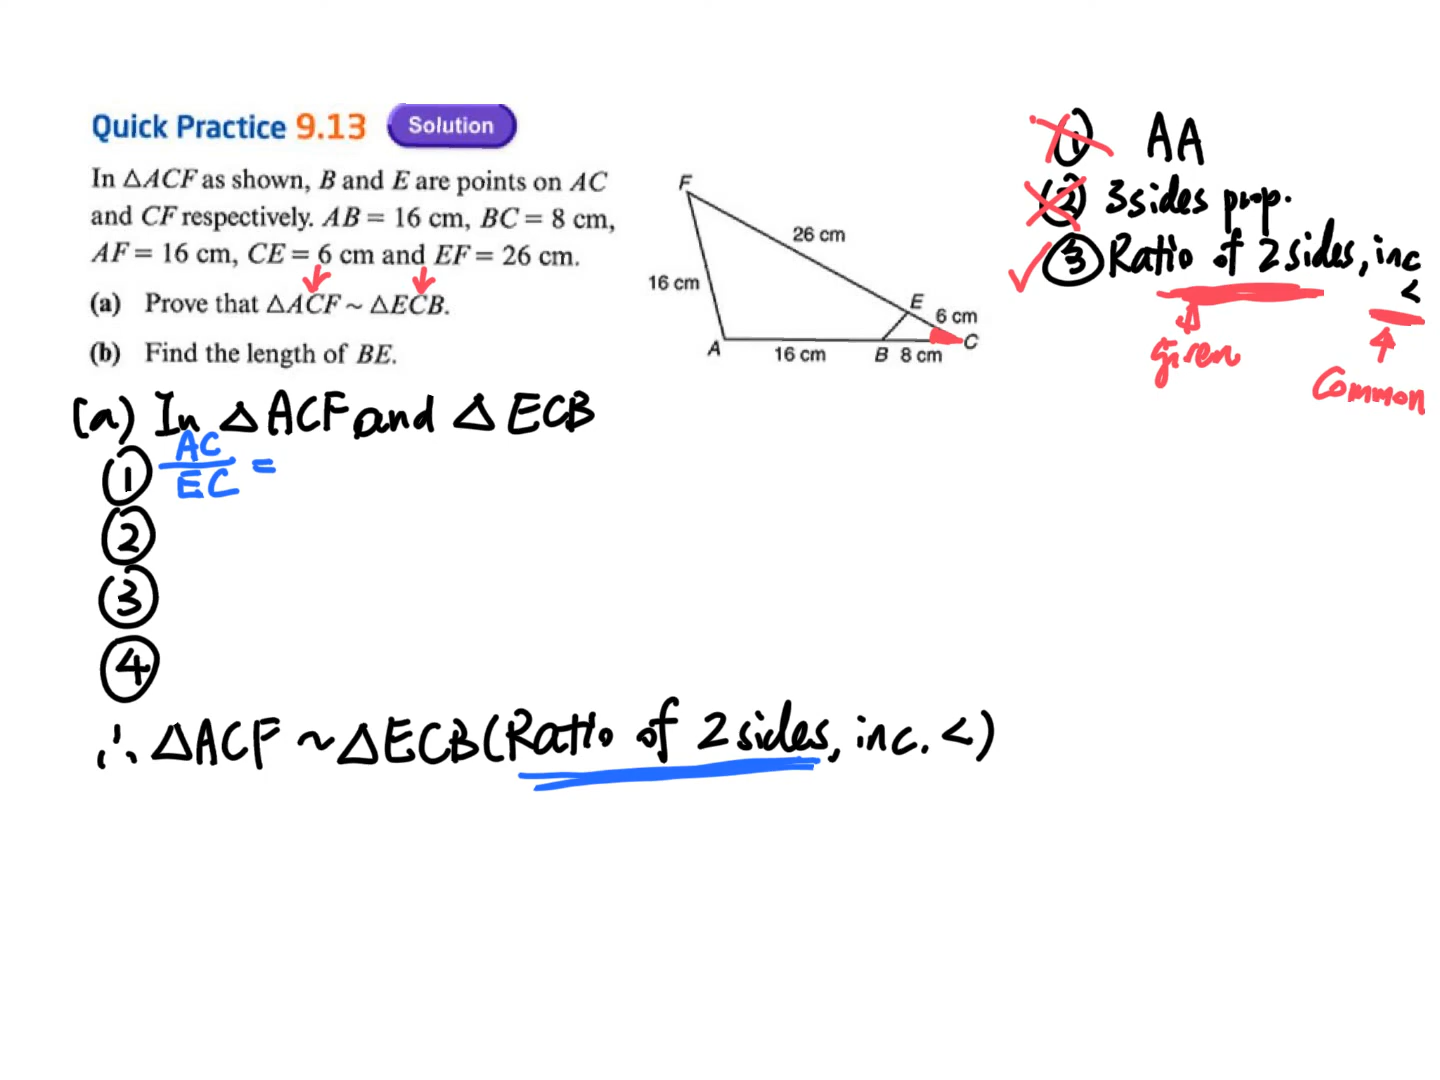 Quick Practice 9.13 Solution
In △ACF as shown, B and E are points on AC
and CF respectively. AB = 16 cm, BC = 8 cm,
AF = 16 cm, CE = 6 cm and EF = 26 cm.
(a) Prove that △ACF ~ △ECB.
(b) Find the length of BE.
F
26 cm
16 cm
E
6 cm
A
16 cm
B
8 cm
C
① AA
② 3 sides prop.
③ Ratio of 2 sides, inc
<
given
Common
(a) In △ ACF and △ ECB
① AC/EC =
②
③
④
∴ △ACF ~ △ECB (Ratio of 2 sides, inc. <)